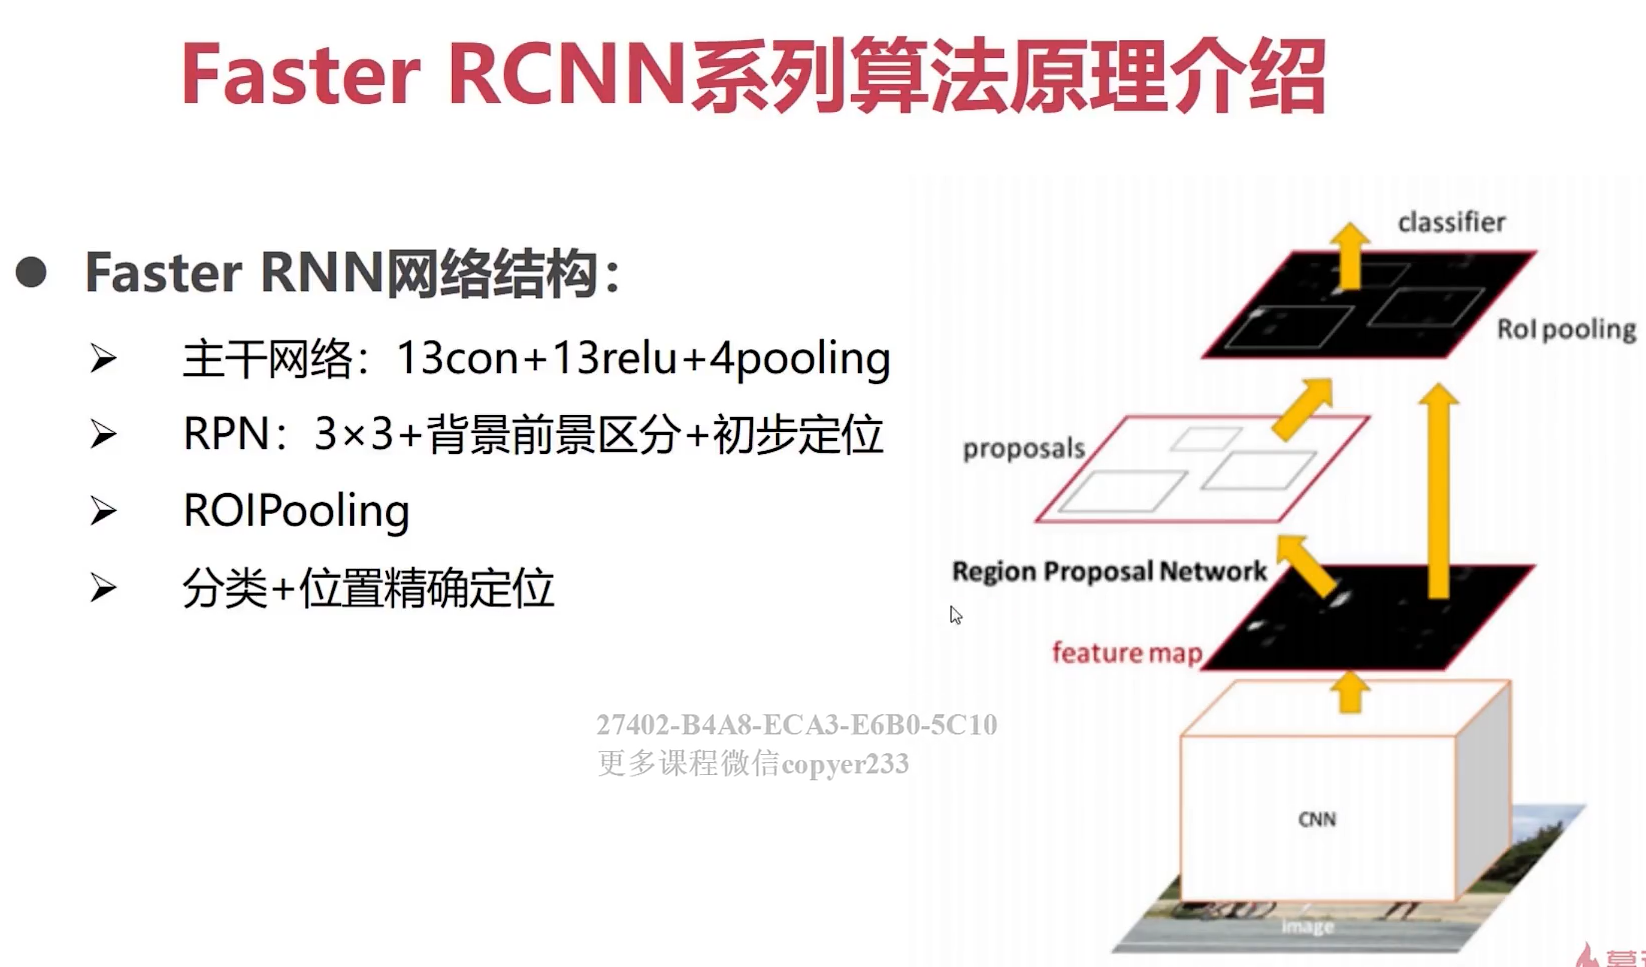 Faster RCNN系列算法原理介绍
● Faster RNN网络结构：
➢ 主干网络：13con+13relu+4pooling
➢ RPN：3×3+背景前景区分+初步定位
➢ ROIPooling
➢ 分类+位置精确定位
classifier
RoI pooling
proposals
Region Proposal Network
feature map
CNN
image
27402-B4A8-ECA3-E6B0-5C10
更多课程微信copyer233